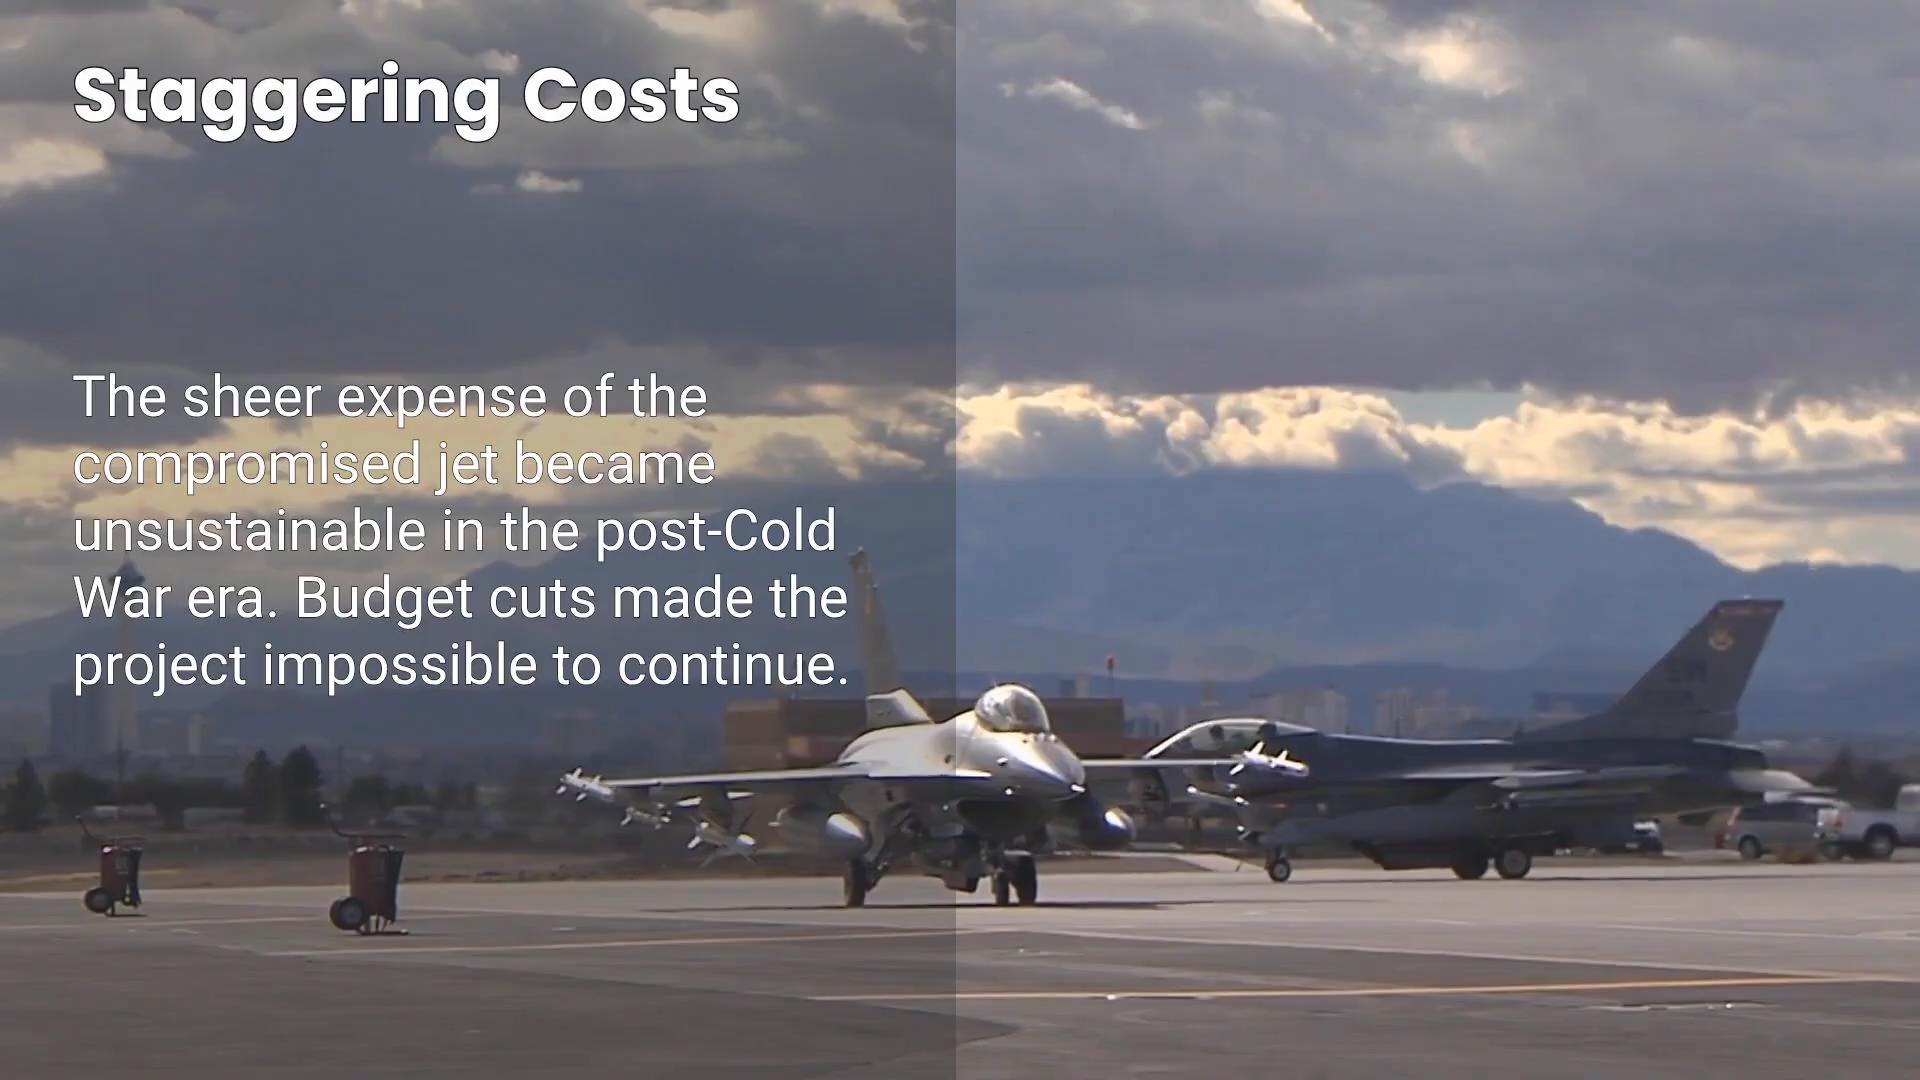 Staggering Costs
The sheer expense of the
compromised jet became
unsustainable in the post-Cold
War era. Budget cuts made the
project impossible to continue.